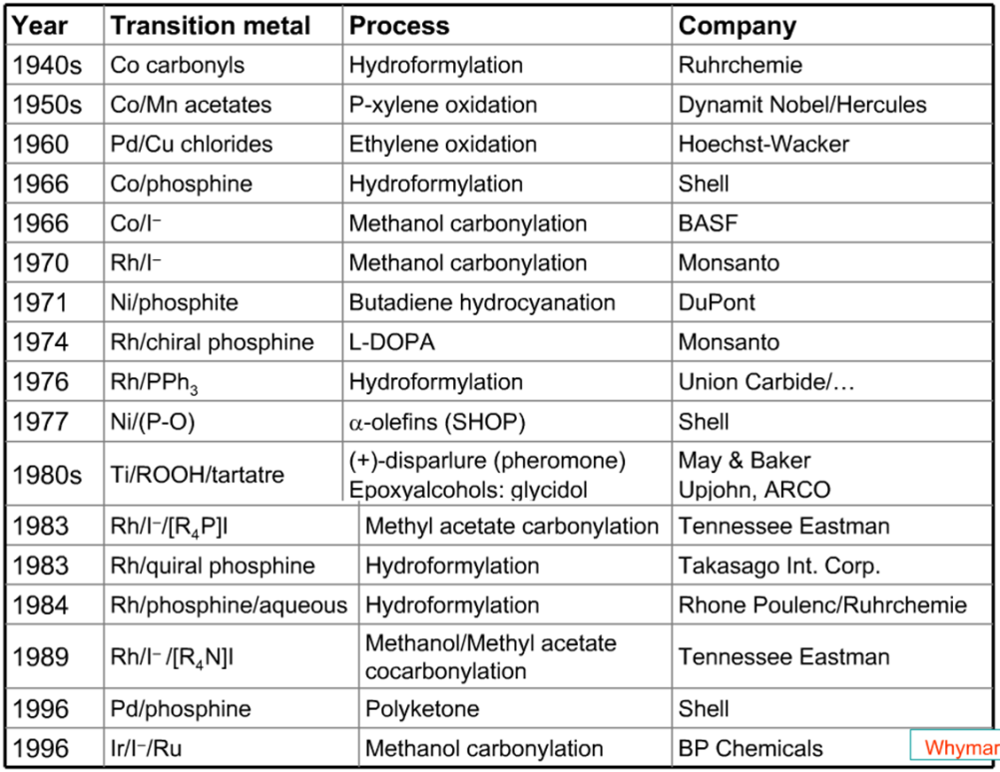 Year Transition metal Process Company
1940s Co carbonyls Hydroformylation Ruhrchemie
1950s Co/Mn acetates P-xylene oxidation Dynamit Nobel/Hercules
1960 Pd/Cu chlorides Ethylene oxidation Hoechst-Wacker
1966 Co/phosphine Hydroformylation Shell
1966 Co/I⁻ Methanol carbonylation BASF
1970 Rh/I⁻ Methanol carbonylation Monsanto
1971 Ni/phosphite Butadiene hydrocyanation DuPont
1974 Rh/chiral phosphine L-DOPA Monsanto
1976 Rh/PPh₃ Hydroformylation Union Carbide/…
1977 Ni/(P-O) α-olefins (SHOP) Shell
1980s Ti/ROOH/tartatre (+)-disparlure (pheromone) May & Baker
Epoxyalcohols: glycidol Upjohn, ARCO
1983 Rh/I⁻/[R₄P]I Methyl acetate carbonylation Tennessee Eastman
1983 Rh/quiral phosphine Hydroformylation Takasago Int. Corp.
1984 Rh/phosphine/aqueous Hydroformylation Rhone Poulenc/Ruhrchemie
1989 Rh/I⁻ /[R₄N]I Methanol/Methyl acetate Tennessee Eastman
cocarbonylation
1996 Pd/phosphine Polyketone Shell
1996 Ir/I⁻/Ru Methanol carbonylation BP Chemicals Whymar